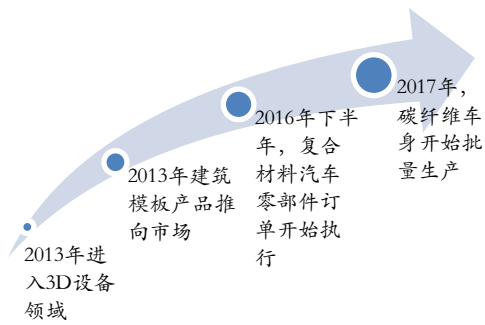 2013年进
入3D设备
领域
2013年建筑
模板产品推
向市场
2016年下半
年，复合
材料汽车
零部件订
单开始执
行
2017年，
碳纤维车
身开始批
量生产